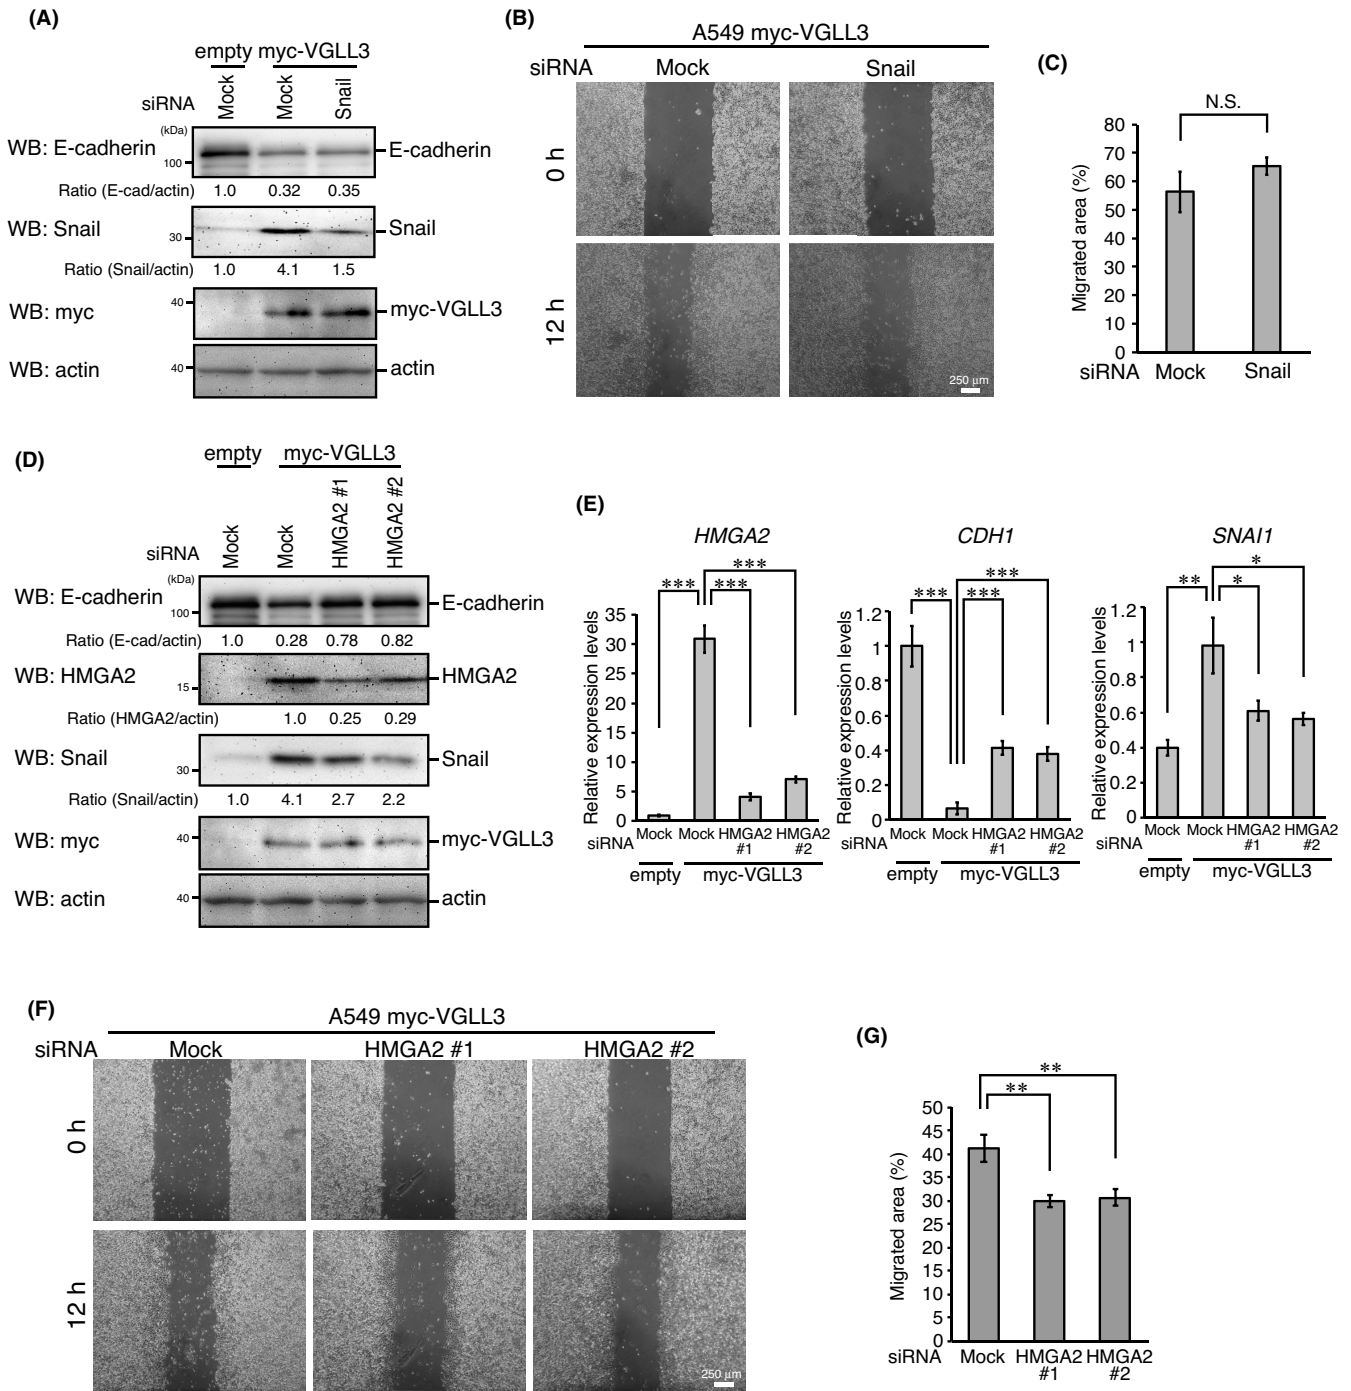 (A)
empty myc-VGLL3
siRNA Mock Mock Snail
(kDa)
WB: E-cadherin 100 E-cadherin
Ratio (E-cad/actin) 1.0 0.32 0.35
WB: Snail 30 Snail
Ratio (Snail/actin) 1.0 4.1 1.5
WB: myc 40 myc-VGLL3
WB: actin 40 actin
(B)
A549 myc-VGLL3
siRNA Mock Snail
0 h
12 h
250 μm
(C)
N.S.
Migrated area (%)
80
70
60
50
40
30
20
10
0
siRNA Mock Snail
(D)
empty myc-VGLL3
siRNA Mock Mock HMGA2 #1 HMGA2 #2
(kDa)
WB: E-cadherin 100 E-cadherin
Ratio (E-cad/actin) 1.0 0.28 0.78 0.82
WB: HMGA2 15 HMGA2
Ratio (HMGA2/actin) 1.0 0.25 0.29
WB: Snail 30 Snail
Ratio (Snail/actin) 1.0 4.1 2.7 2.2
WB: myc 40 myc-VGLL3
WB: actin 40 actin
(E)
HMGA2
*** *** ***
Relative expression levels
35
30
25
20
15
10
5
0
siRNA Mock Mock HMGA2 #1 HMGA2 #2
empty myc-VGLL3
CDH1
*** *** ***
Relative expression levels
1.2
1
0.8
0.6
0.4
0.2
0
siRNA Mock Mock HMGA2 #1 HMGA2 #2
empty myc-VGLL3
SNAI1
** * *
Relative expression levels
1.2
1
0.8
0.6
0.4
0.2
0
siRNA Mock Mock HMGA2 #1 HMGA2 #2
empty myc-VGLL3
(F)
A549 myc-VGLL3
siRNA Mock HMGA2 #1 HMGA2 #2
0 h
12 h
250 μm
(G)
** **
Migrated area (%)
50
45
40
35
30
25
20
15
10
5
0
siRNA Mock HMGA2 #1 HMGA2 #2